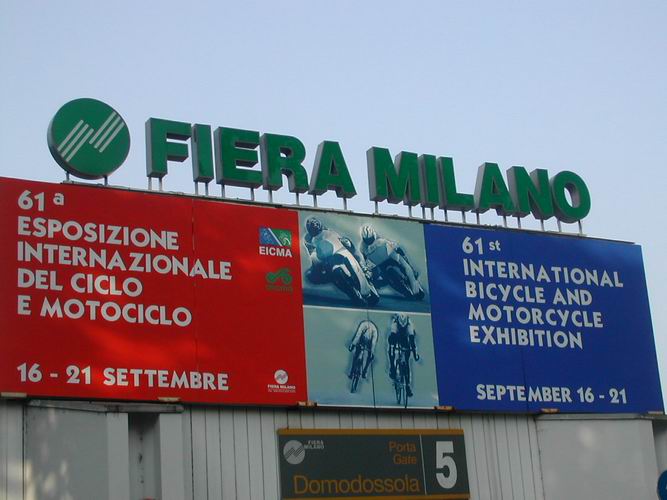 FIERA MILANO
61a
ESPOSIZIONE
INTERNAZIONALE
DEL CICLO
E MOTOCICLO
16 - 21 SETTEMBRE
EICMA
FIERA MILANO
61st
INTERNATIONAL
BICYCLE AND
MOTORCYCLE
EXHIBITION
SEPTEMBER 16 - 21
FIERA
MILANO
Porta
Gate
5
Domodossola